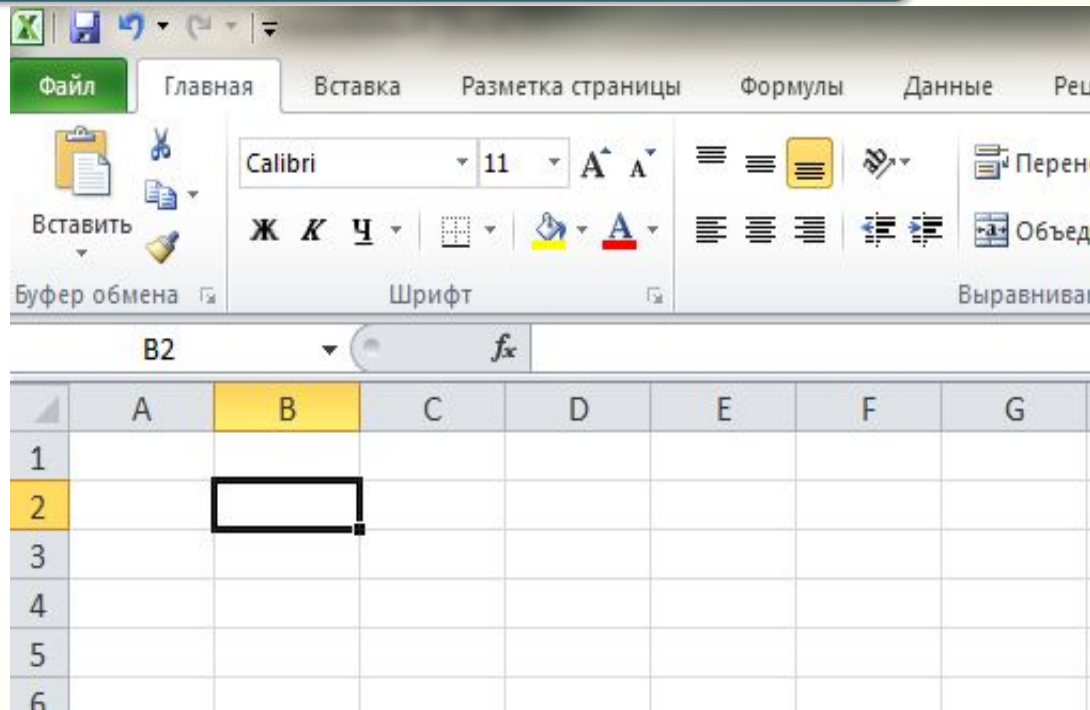 Файл Главная Вставка Разметка страницы Формулы Данные
Calibri 11 А А
Вставить Ж К Ч
Буфер обмена Шрифт
B2 fx
A B C D E F G
1
2
3
4
5
6